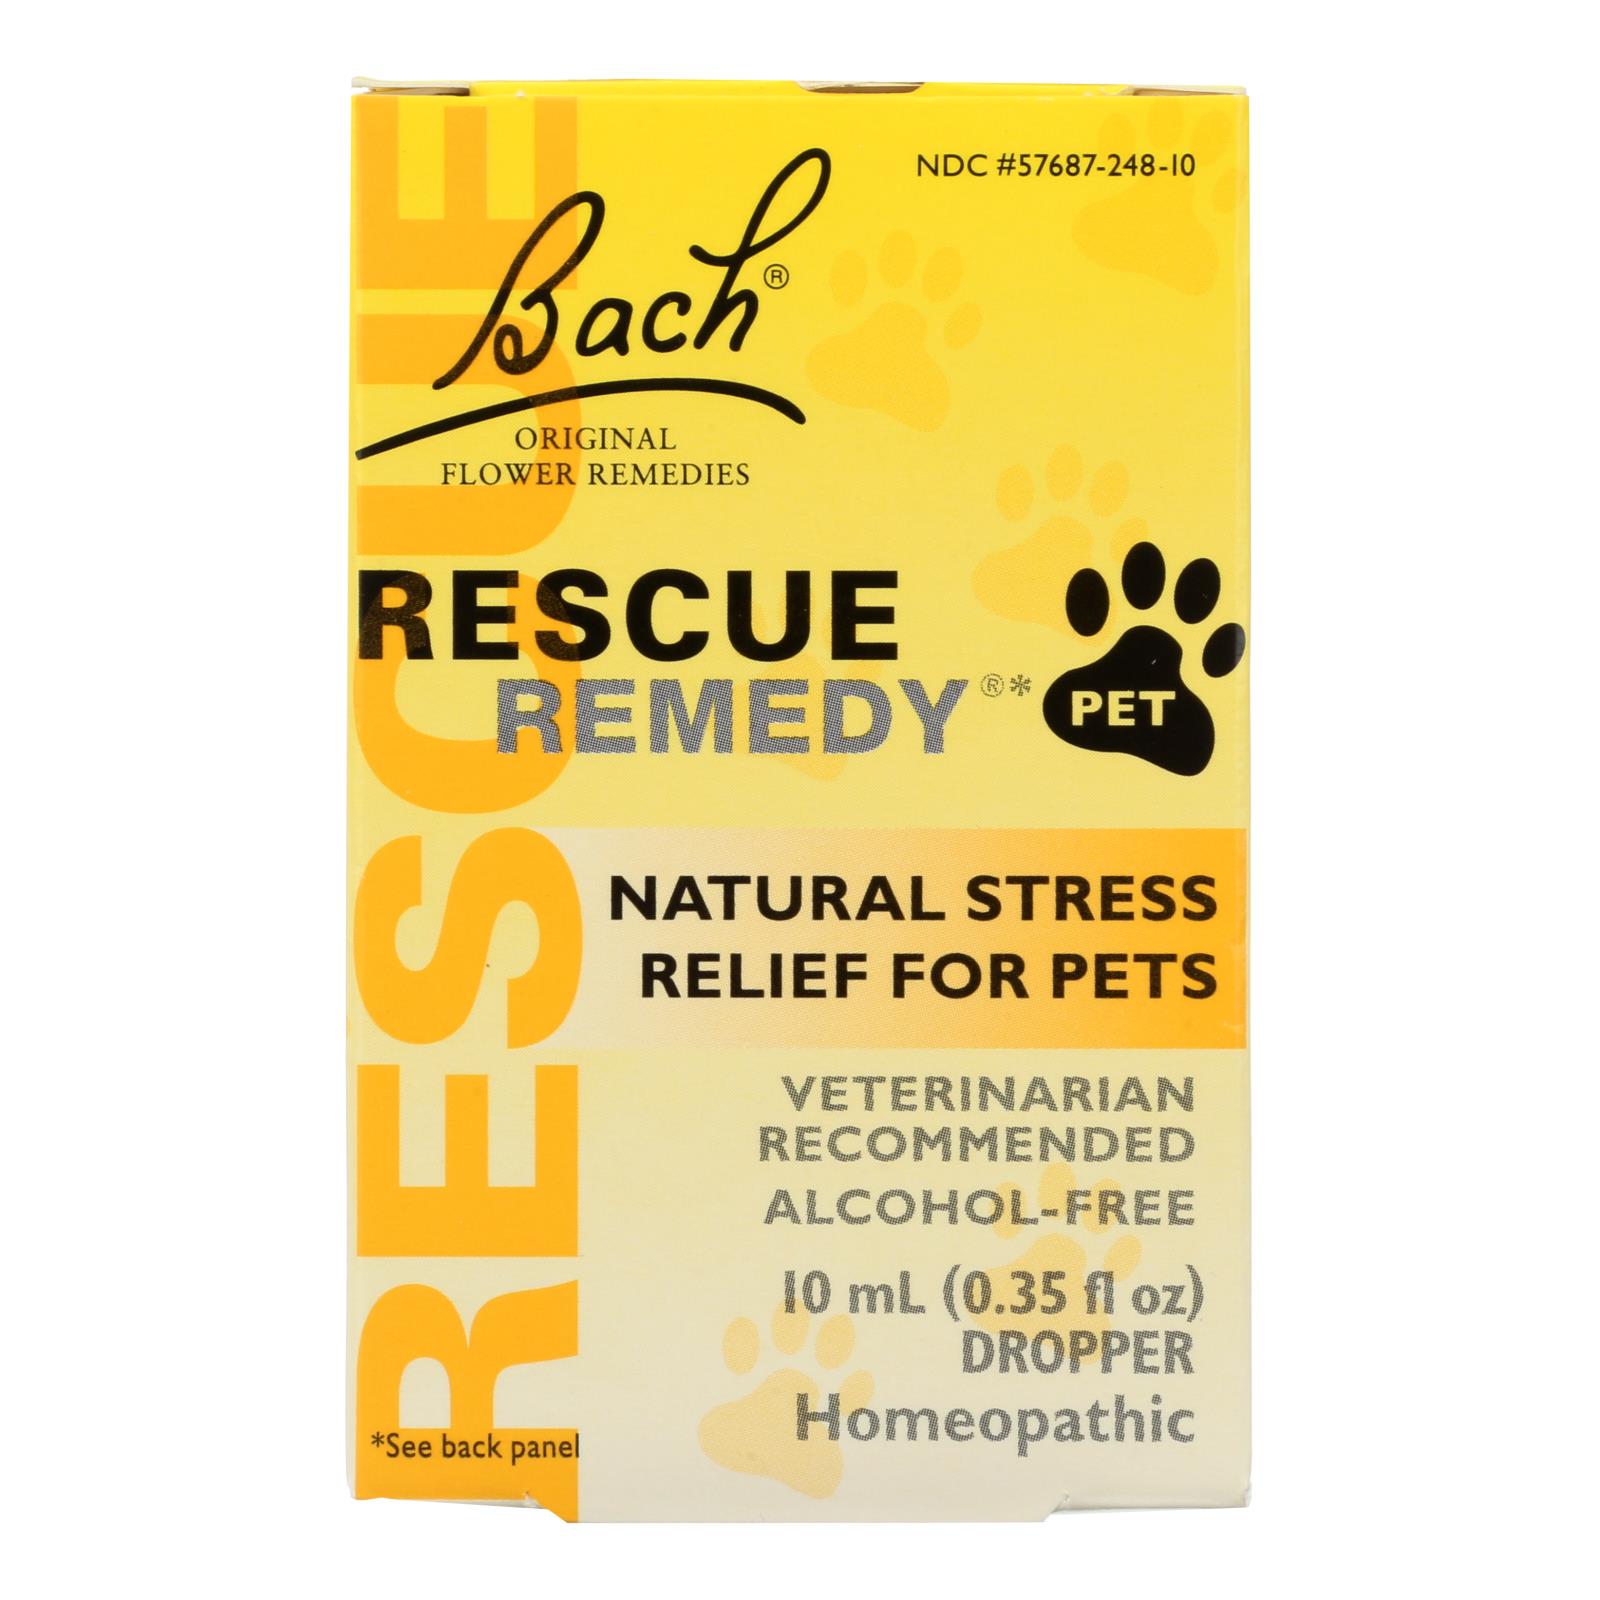 NDC #57687-248-10
Bach®
ORIGINAL
FLOWER REMEDIES
RESCUE
RESCUE
REMEDY®*
PET
NATURAL STRESS
RELIEF FOR PETS
VETERINARIAN
RECOMMENDED
ALCOHOL-FREE
10 mL (0.35 fl oz)
DROPPER
Homeopathic
*See back panel